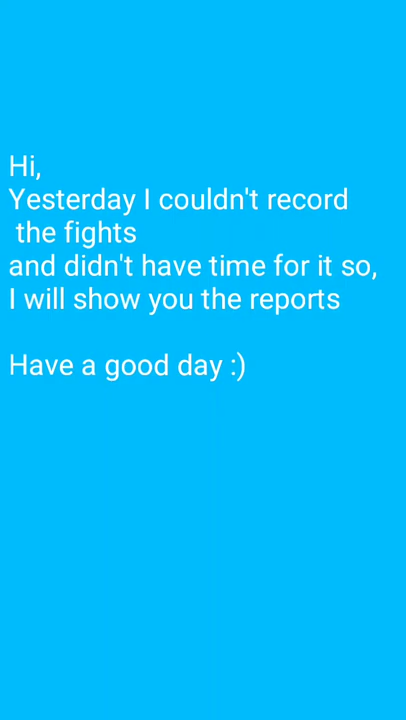 Hi,
Yesterday I couldn't record
the fights
and didn't have time for it so,
I will show you the reports
Have a good day :)